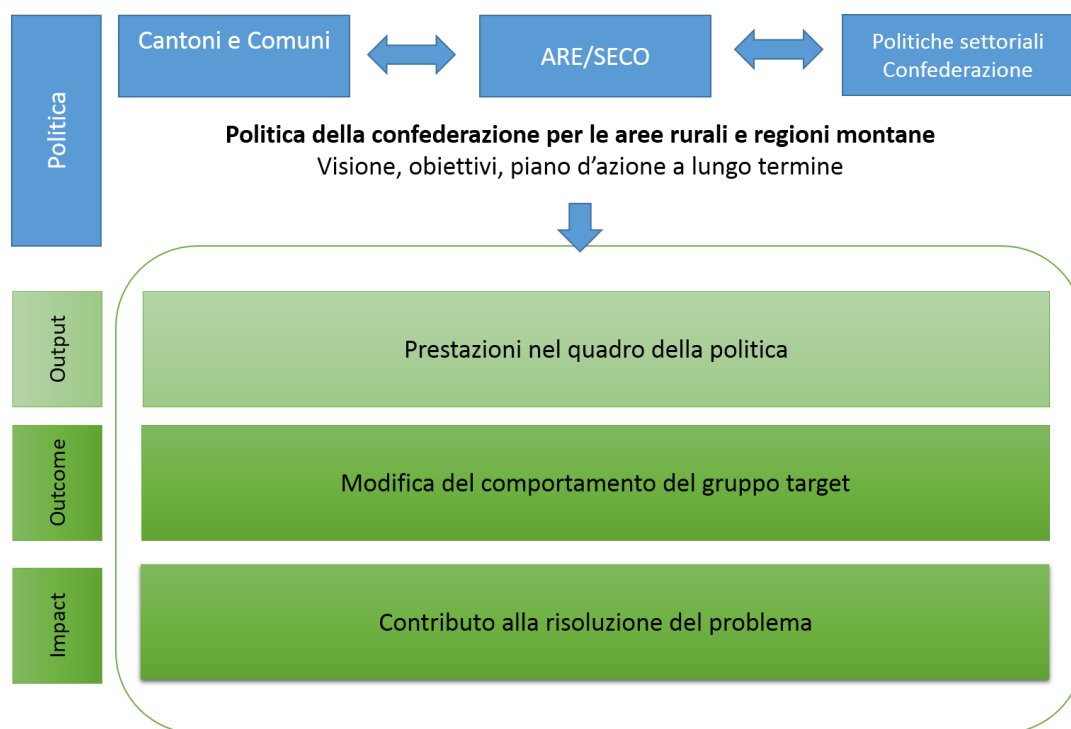 Politica
Cantoni e Comuni
ARE/SECO
Politiche settoriali
Confederazione
Politica della confederazione per le aree rurali e regioni montane
Visione, obiettivi, piano d'azione a lungo termine
Output
Prestazioni nel quadro della politica
Outcome
Modifica del comportamento del gruppo target
Impact
Contributo alla risoluzione del problema